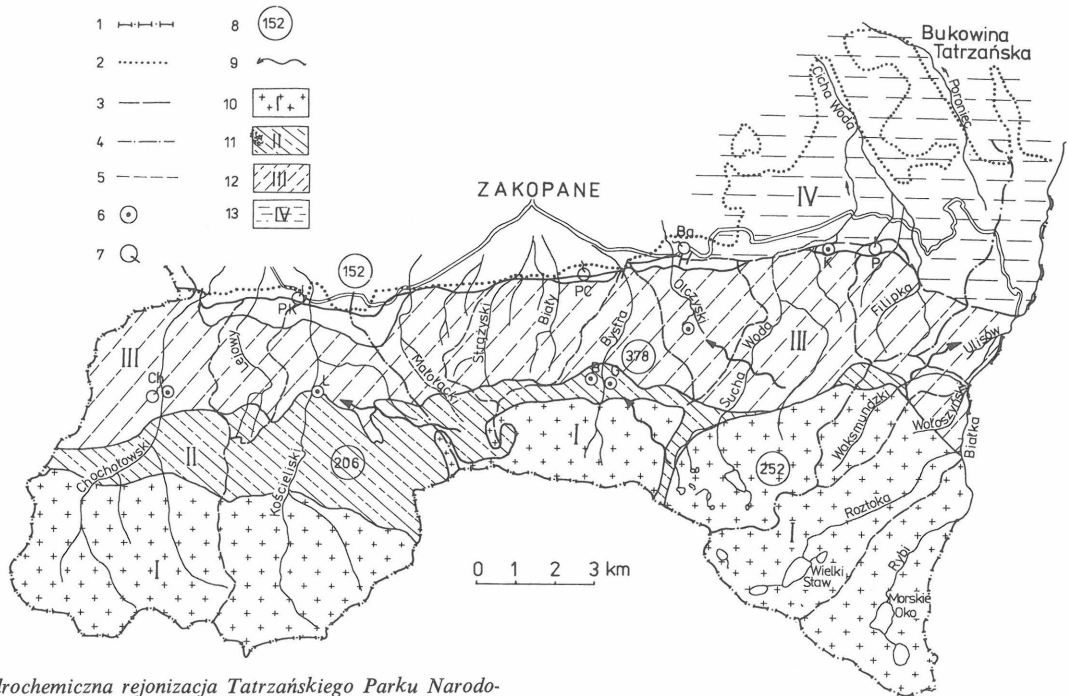 1
2
3
4
5
6
7
8 152
9
10 I
11 II
12 III
13 IV
Bukowina
Tatrzańska
Cicha Woda
Poroniec
ZAKOPANE
IV
Ba
152
PK
PC
K
P
Olczyski
Filipka
Lejowy
Strążyski
Biały
Bystra
378
Sucha Woda
III
III
Ulisów
Małołącki
Ch
Ł
B
G
Waksmundzki
Wołoszyński
Białka
Chochołowski
II
206
Kościeliski
I
252
Roztoka
I
Rybi
Wielki
Staw
Morskie
Oko
I
0 1 2 3 km
drochemiczna rejonizacja Tatrzańskiego Parku Narodo-